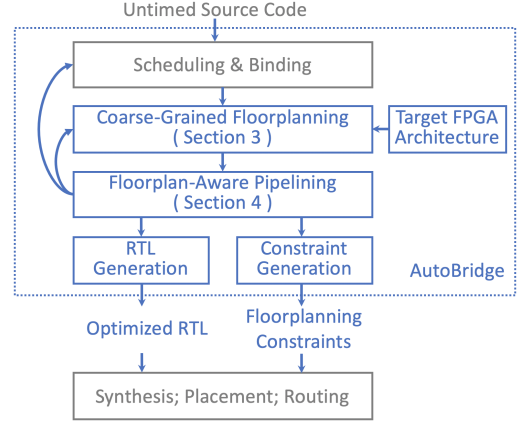 Untimed Source Code
Scheduling & Binding
Coarse-Grained Floorplanning
( Section 3 )
Target FPGA
Architecture
Floorplan-Aware Pipelining
( Section 4 )
RTL
Generation
Constraint
Generation
AutoBridge
Optimized RTL
Floorplanning
Constraints
Synthesis; Placement; Routing